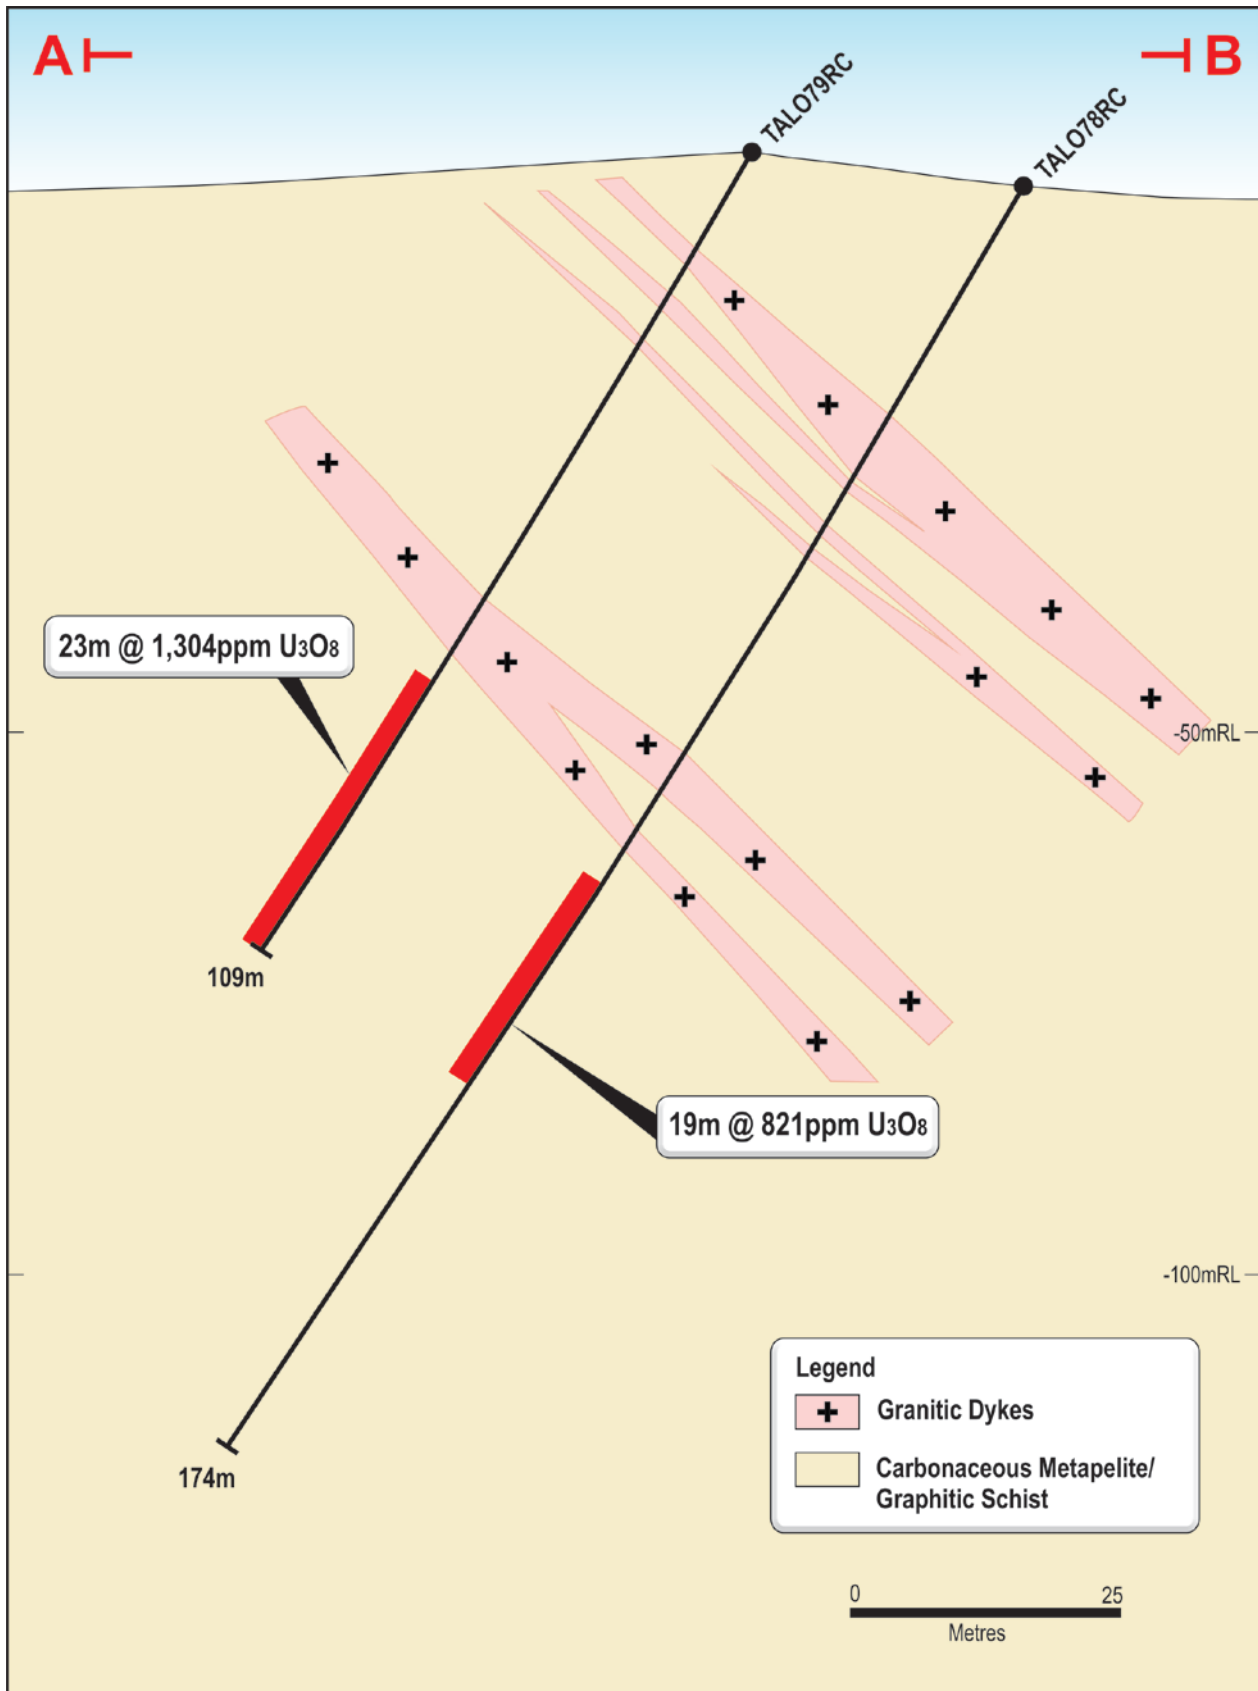 A
B
TALO79RC
TALO78RC
23m @ 1,304ppm U₃O₈
-50mRL
109m
19m @ 821ppm U₃O₈
-100mRL
Legend
Granitic Dykes
Carbonaceous Metapelite/
Graphitic Schist
174m
0 25
Metres